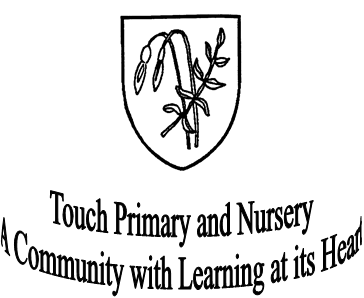 Touch Primary and Nursery
A Community with Learning at its Heart